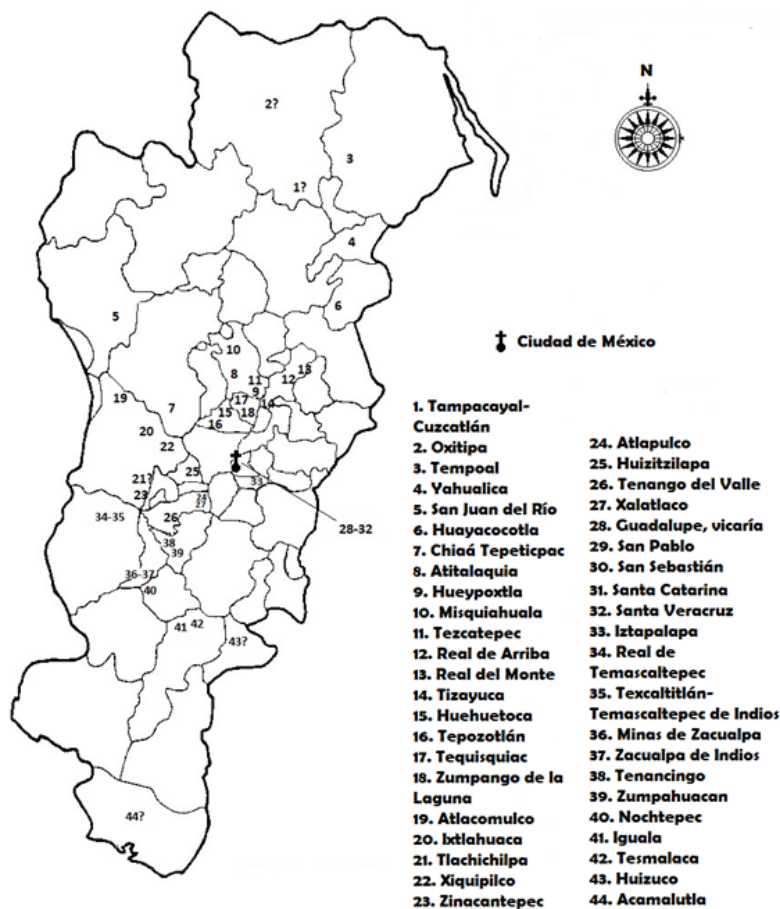 N
2?
3
1?
4
6
5
10
8
13
11
12
9
19
17
14
7
15
18
16
20
22
21?
25
33
23
24
27
34-35
26
28-32
38
39
36-37
40
41
42
43?
44?
Ciudad de México
1. Tampacayal-
Cuzcatlán
2. Oxitipa
3. Tempoal
4. Yahualica
5. San Juan del Río
6. Huayacocotla
7. Chiaá Tepeticpac
8. Atitalaquia
9. Hueypoxtla
10. Misquiahuala
11. Tezcatepec
12. Real de Arriba
13. Real del Monte
14. Tizayuca
15. Huehuetoca
16. Tepozotlán
17. Tequisquiac
18. Zumpango de la
Laguna
19. Atlacomulco
20. Ixtlahuaca
21. Tlachichilpa
22. Xiquipilco
23. Zinacantepec
24. Atlapulco
25. Huizitzilapa
26. Tenango del Valle
27. Xalatlaco
28. Guadalupe, vicaría
29. San Pablo
30. San Sebastián
31. Santa Catarina
32. Santa Veracruz
33. Iztapalapa
34. Real de
Temascaltepec
35. Texcaltitlán-
Temascaltepec de Indios
36. Minas de Zacualpa
37. Zacualpa de Indios
38. Tenancingo
39. Zumpahuacan
40. Nochtepec
41. Iguala
42. Tesmalaca
43. Huizuco
44. Acamalutla